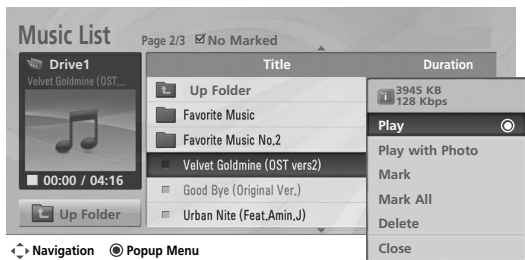 Music List
Page 2/3 No Marked
Drive1
Velvet Goldmine (OST...
00:00 / 04:16
Up Folder
Title Duration
Up Folder
Favorite Music
Favorite Music No.2
Velvet Goldmine (OST vers2)
Good Bye (Original Ver.)
Urban Nite (Feat.Amin.J)
3945 KB
128 Kbps
Play
Play with Photo
Mark
Mark All
Delete
Close
Navigation Popup Menu